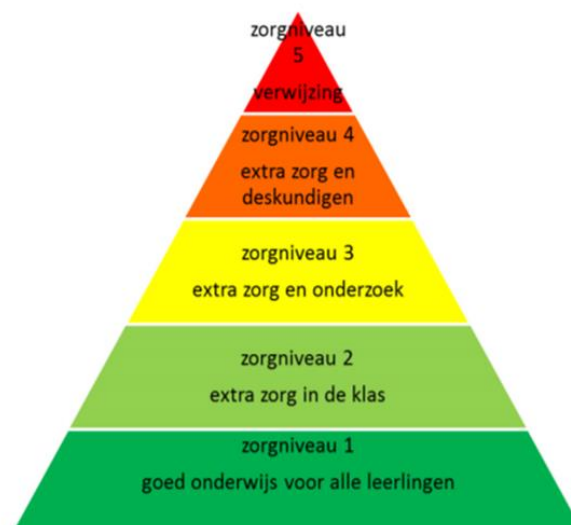 zorgniveau
5
verwijzing
zorgniveau 4
extra zorg en
deskundigen
zorgniveau 3
extra zorg en onderzoek
zorgniveau 2
extra zorg in de klas
zorgniveau 1
goed onderwijs voor alle leerlingen